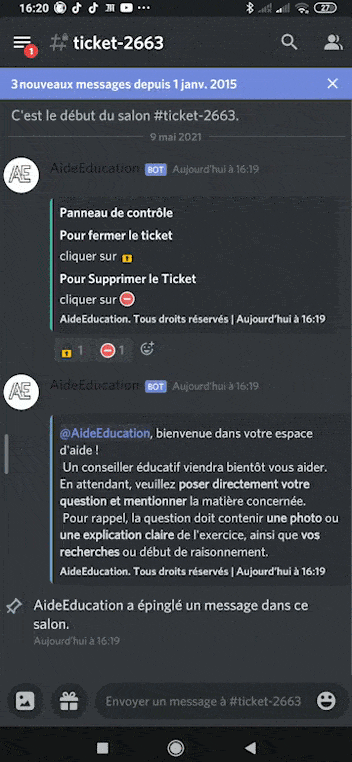 16:20
27
1
ticket-2663
3 nouveaux messages depuis 1 janv. 2015
C'est le début du salon #ticket-2663.
9 mai 2021
AE
AideEducation BOT Aujourd'hui à 16:19
Panneau de contrôle
Pour fermer le ticket
cliquer sur
Pour Supprimer le Ticket
cliquer sur
AideEducation. Tous droits réservés | Aujourd'hui à 16:19
1 1
AE
AideEducation BOT Aujourd'hui à 16:19
@AideEducation, bienvenue dans votre espace
d'aide !
Un conseiller éducatif viendra bientôt vous aider.
En attendant, veuillez poser directement votre
question et mentionner la matière concernée.
Pour rappel, la question doit contenir une photo ou
une explication claire de l'exercice, ainsi que vos
recherches ou début de raisonnement.
AideEducation. Tous droits réservés | Aujourd'hui à 16:19
AideEducation a épinglé un message dans ce
salon.
Aujourd'hui à 16:19
Envoyer un message à #ticket-2663